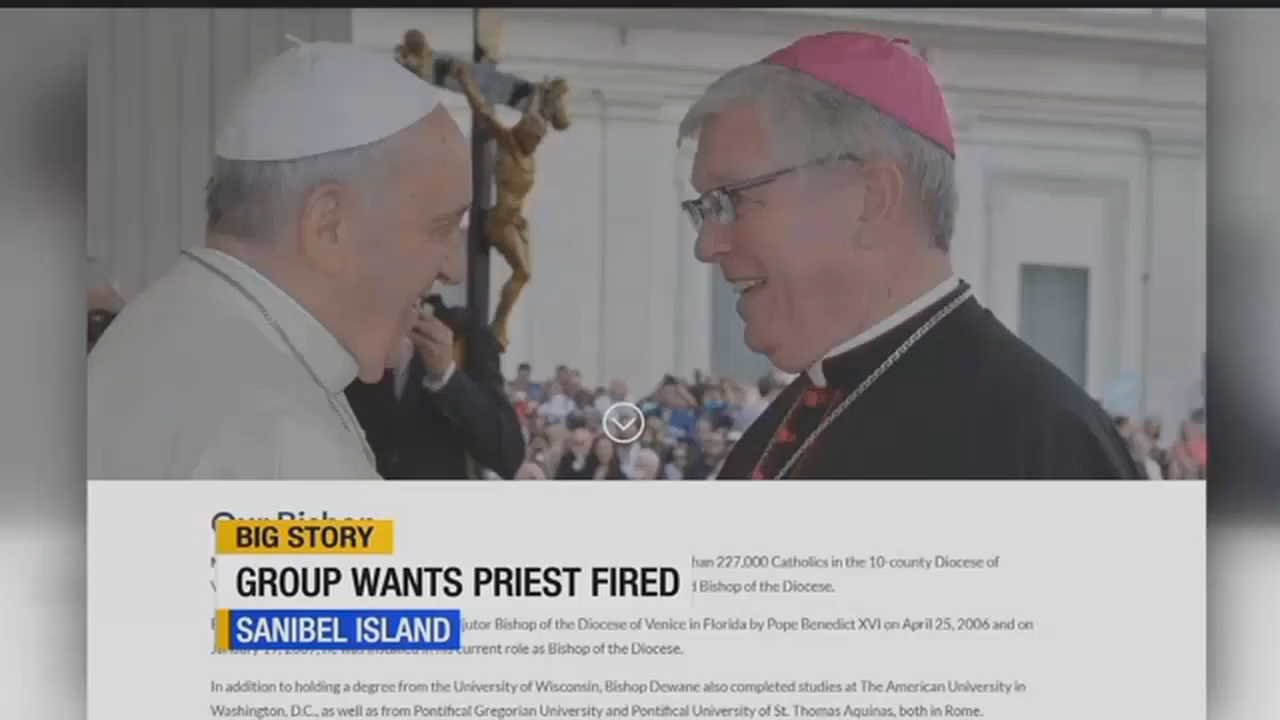 Our Bishop
BIG STORY
han 227,000 Catholics in the 10-county Diocese of
GROUP WANTS PRIEST FIRED
Bishop of the Diocese.
SANIBEL ISLAND
jutor Bishop of the Diocese of Venice in Florida by Pope Benedict XVI on April 25, 2006 and on
current role as Bishop of the Diocese.
In addition to holding a degree from the University of Wisconsin, Bishop Dewane also completed studies at The American University in
Washington, D.C., as well as from Pontifical Gregorian University and Pontifical University of St. Thomas Aquinas, both in Rome.